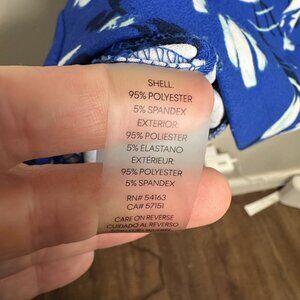 SHELL:
95% POLYESTER
5% SPANDEX
EXTERIOR:
95% POLIESTER
5% ELASTANO
EXTÉRIEUR:
95% POLYESTER
5% SPANDEX
RN# 54163
CA# 57151
CARE ON REVERSE
CUIDADO AL REVERSO